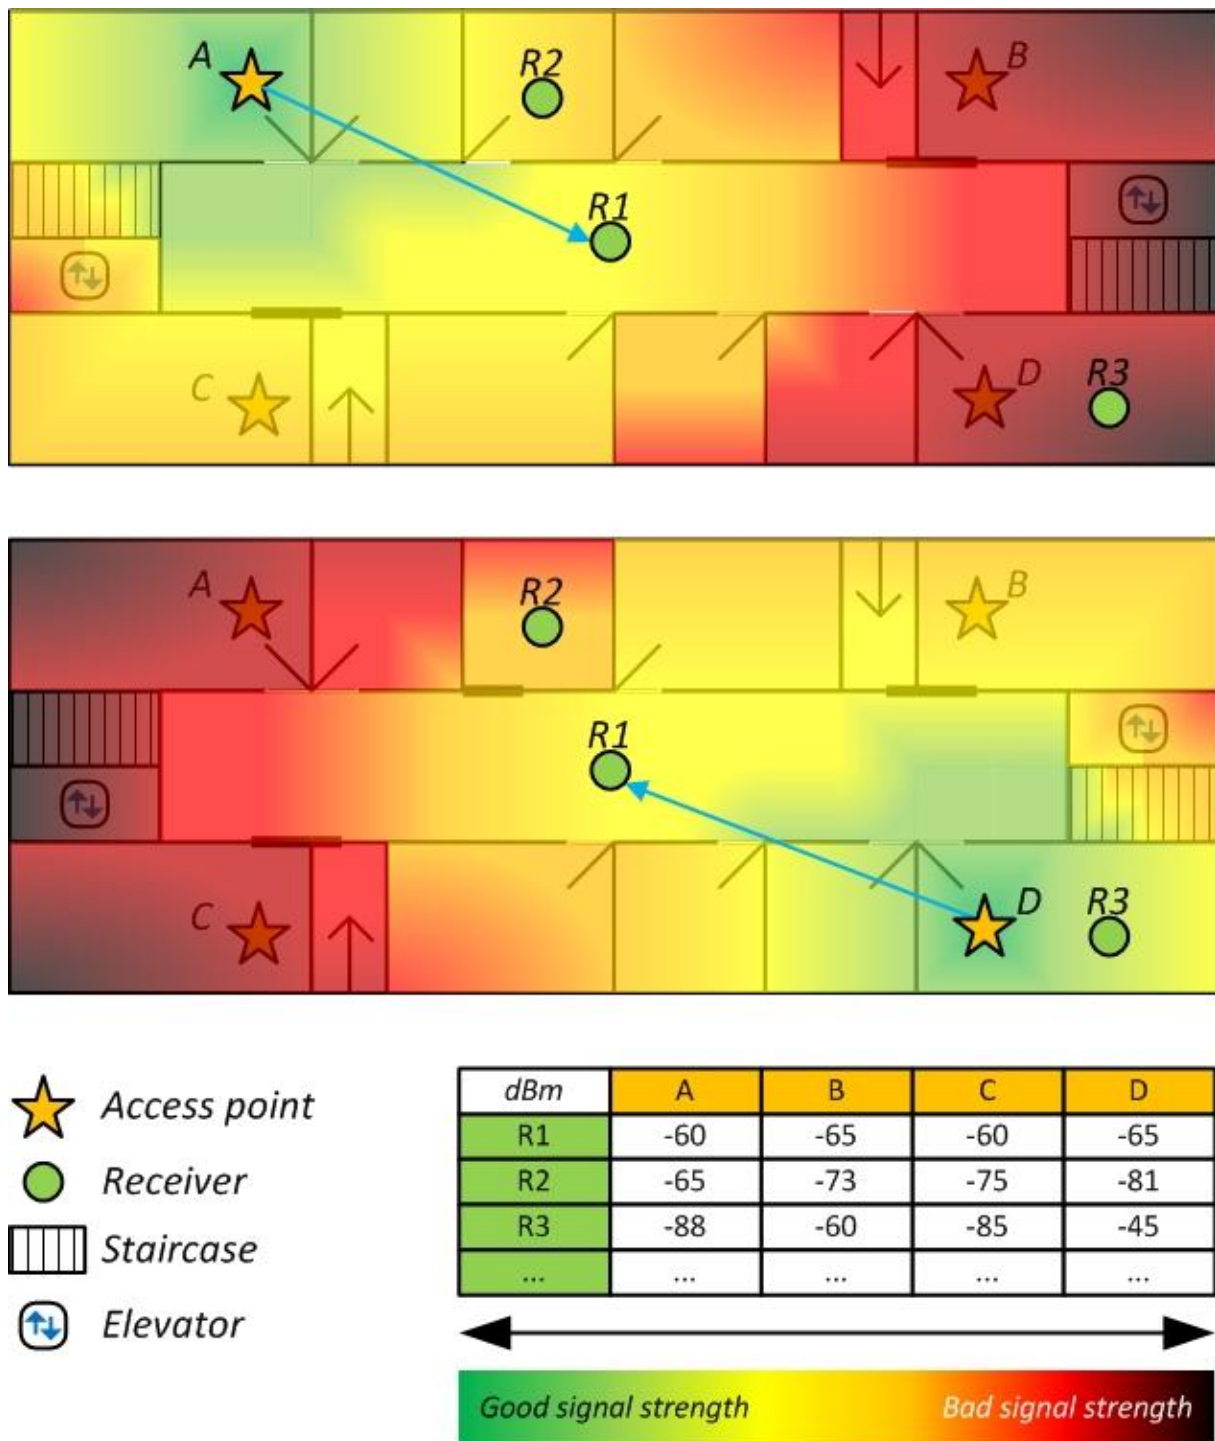 A
R2
B
R1
C
D
R3
A
R2
B
R1
C
D
R3
Access point
Receiver
Staircase
Elevator
dBm A B C D
R1 -60 -65 -60 -65
R2 -65 -73 -75 -81
R3 -88 -60 -85 -45
... ... ... ... ...
Good signal strength Bad signal strength